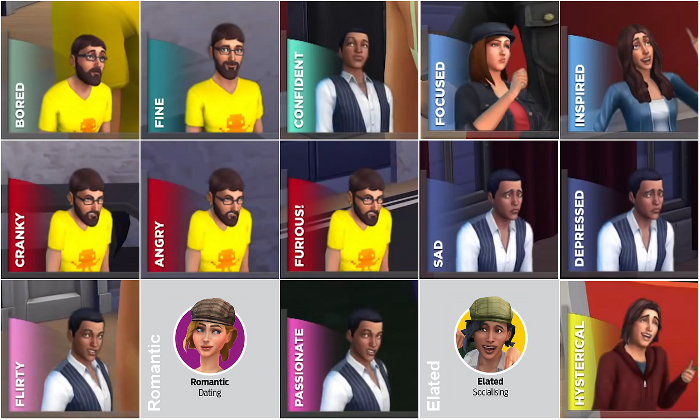 BORED
FINE
CONFIDENT
FOCUSED
INSPIRED
CRANKY
ANGRY
FURIOUS!
SAD
DEPRESSED
FLIRTY
Romantic
Romantic
Dating
PASSIONATE
Elated
Elated
Socialising
HYSTERICAL